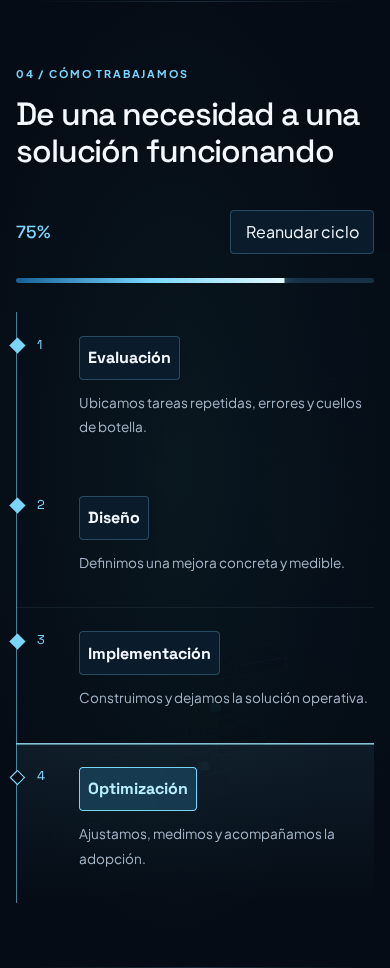 04 / CÓMO TRABAJAMOS
De una necesidad a una
solución funcionando
75%
Reanudar ciclo
1
Evaluación
Ubicamos tareas repetidas, errores y cuellos
de botella.
2
Diseño
Definimos una mejora concreta y medible.
3
Implementación
Construimos y dejamos la solución operativa.
4
Optimización
Ajustamos, medimos y acompañamos la
adopción.